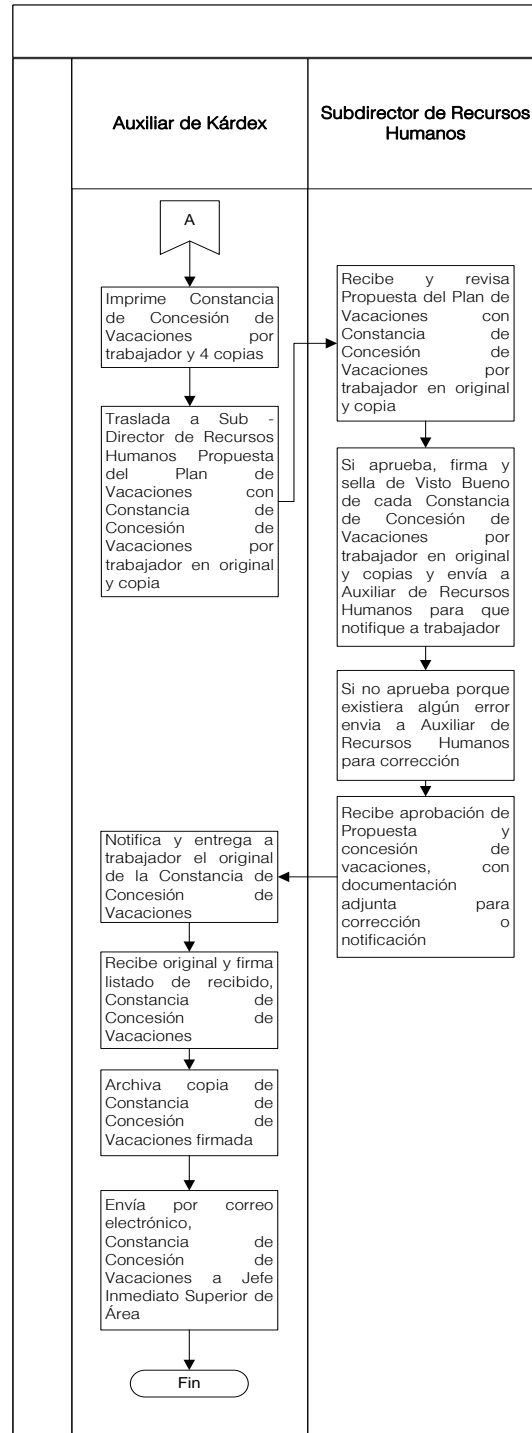 Auxiliar de Kárdex
Subdirector de Recursos
Humanos
A
Imprime Constancia
de Concesión de
Vacaciones por
trabajador y 4 copias
Traslada a Sub -
Director de Recursos
Humanos Propuesta
del Plan de
Vacaciones con
Constancia de
Concesión de
Vacaciones por
trabajador en original
y copia
Recibe y revisa
Propuesta del Plan de
Vacaciones con
Constancia de
Concesión de
Vacaciones por
trabajador en original
y copia
Si aprueba, firma y
sella de Visto Bueno
de cada Constancia
de Concesión de
Vacaciones por
trabajador en original
y copias y envía a
Auxiliar de Recursos
Humanos para que
notifique a trabajador
Si no aprueba porque
existiera algún error
envia a Auxiliar de
Recursos Humanos
para corrección
Recibe aprobación de
Propuesta y
concesión de
vacaciones, con
documentación
adjunta para
corrección o
notificación
Notifica y entrega a
trabajador el original
de la Constancia de
Concesión de
Vacaciones
Recibe original y firma
listado de recibido,
Constancia de
Concesión de
Vacaciones
Archiva copia de
Constancia de
Concesión de
Vacaciones firmada
Envía por correo
electrónico,
Constancia de
Concesión de
Vacaciones a Jefe
Inmediato Superior de
Área
Fin